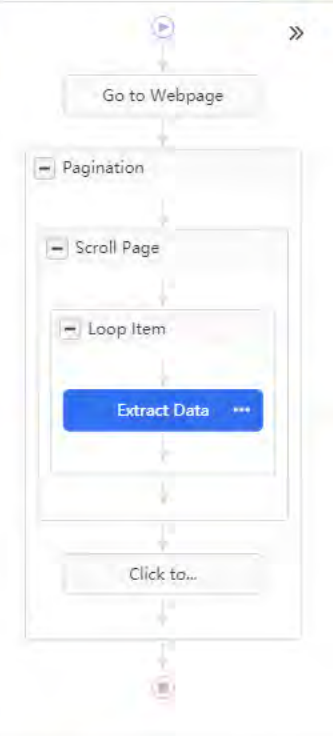 Go to Webpage
Pagination
Scroll Page
Loop Item
Extract Data
Click to...